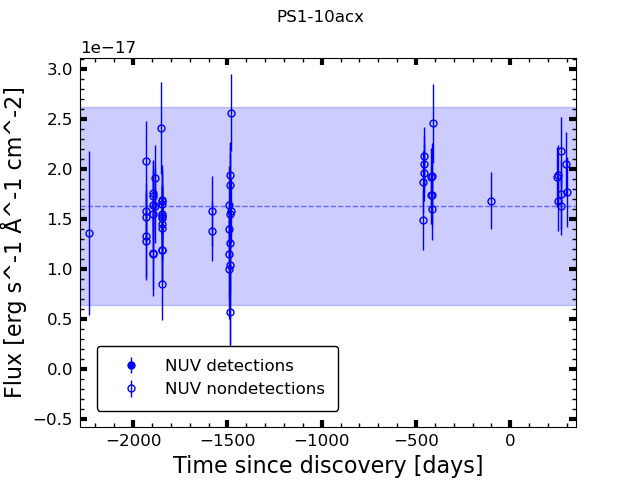 PS1-10acx
1e−17
3.0
2.5
2.0
1.5
1.0
0.5
0.0
−0.5
Flux [erg s^-1 Å^-1 cm^-2]
NUV detections
NUV nondetections
−2000 −1500 −1000 −500 0
Time since discovery [days]